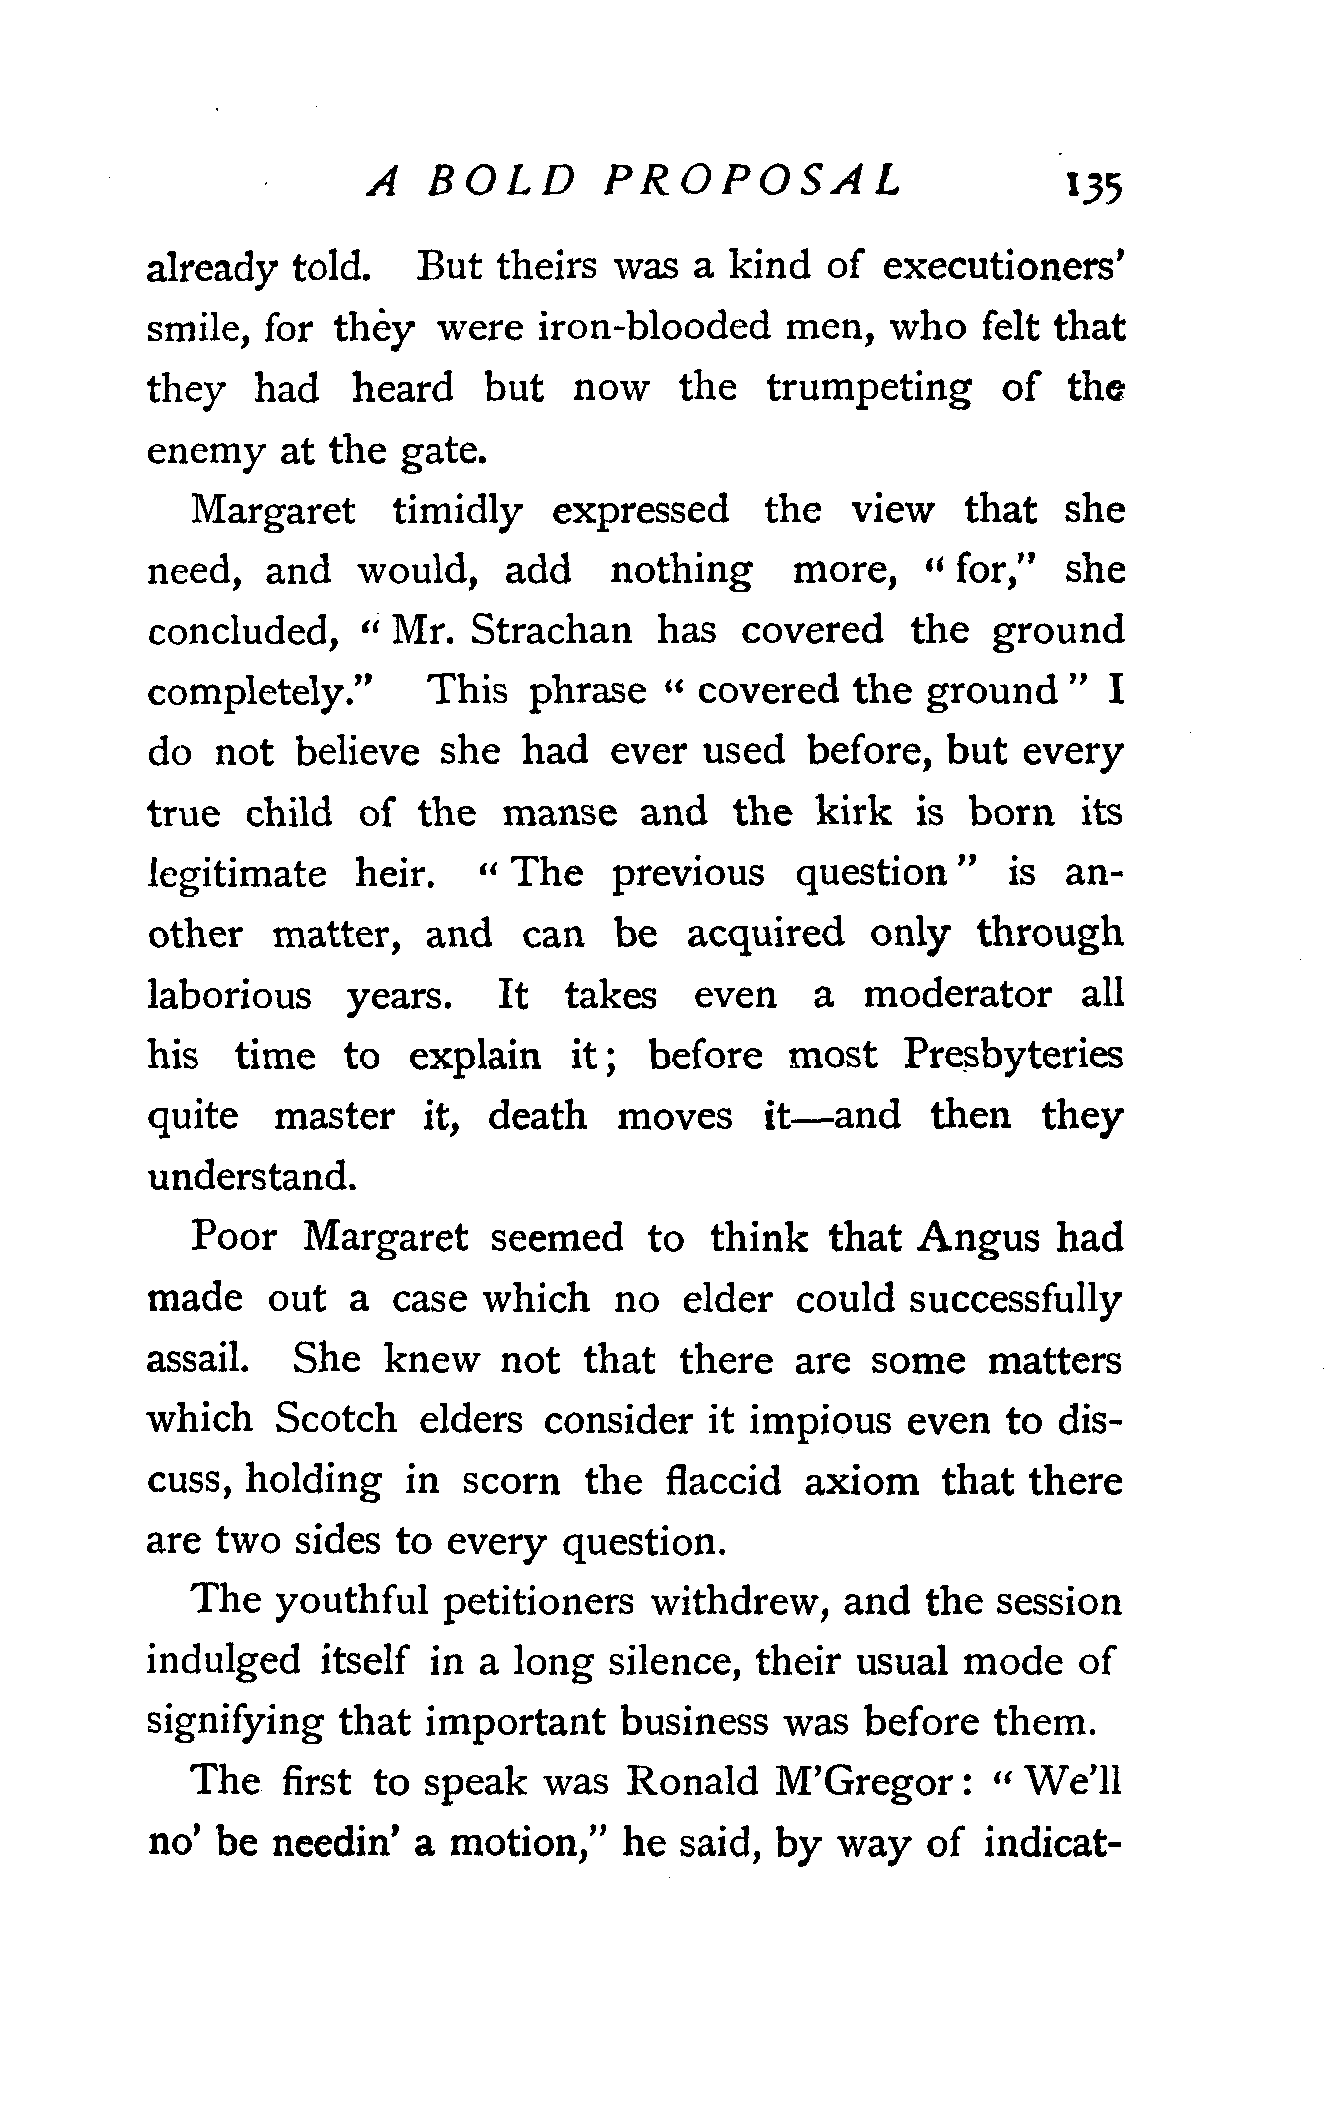 A BOLD PROPOSAL 135
already told. But theirs was a kind of executioners'
smile, for they were iron-blooded men, who felt that
they had heard but now the trumpeting of the
enemy at the gate.
Margaret timidly expressed the view that she
need, and would, add nothing more, " for," she
concluded, " Mr. Strachan has covered the ground
completely." This phrase " covered the ground " I
do not believe she had ever used before, but every
true child of the manse and the kirk is born its
legitimate heir. " The previous question " is an-
other matter, and can be acquired only through
laborious years. It takes even a moderator all
his time to explain it; before most Presbyteries
quite master it, death moves it—and then they
understand.
Poor Margaret seemed to think that Angus had
made out a case which no elder could successfully
assail. She knew not that there are some matters
which Scotch elders consider it impious even to dis-
cuss, holding in scorn the flaccid axiom that there
are two sides to every question.
The youthful petitioners withdrew, and the session
indulged itself in a long silence, their usual mode of
signifying that important business was before them.
The first to speak was Ronald M'Gregor: " We'll
no' be needin' a motion," he said, by way of indicat-